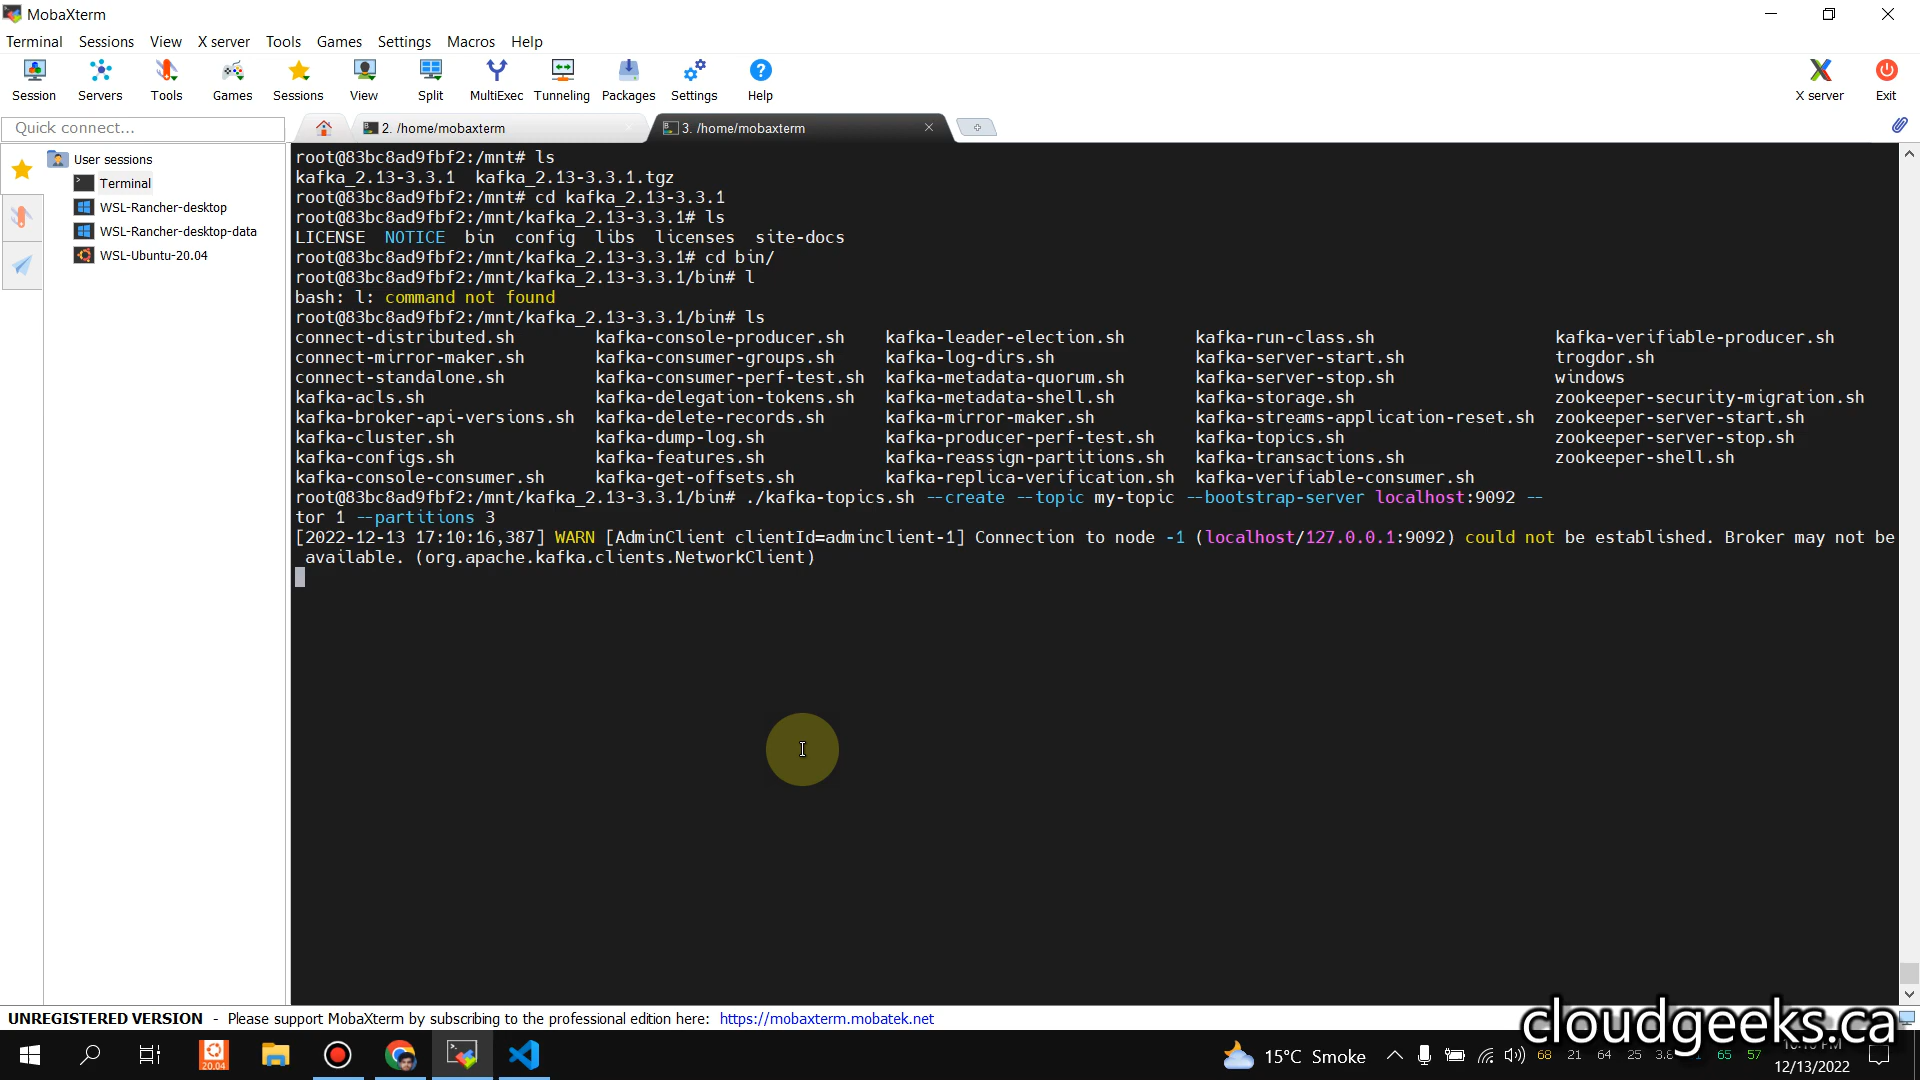 MobaXterm
Terminal Sessions View X server Tools Games Settings Macros Help
Session Servers Tools Games Sessions View Split MultiExec Tunneling Packages Settings Help X server Exit
Quick connect...
2. /home/mobaxterm
3. /home/mobaxterm
User sessions
Terminal
WSL-Rancher-desktop
WSL-Rancher-desktop-data
WSL-Ubuntu-20.04
root@83bc8ad9fbf2:/mnt# ls
kafka_2.13-3.3.1  kafka_2.13-3.3.1.tgz
root@83bc8ad9fbf2:/mnt# cd kafka_2.13-3.3.1
root@83bc8ad9fbf2:/mnt/kafka_2.13-3.3.1# ls
LICENSE  NOTICE  bin  config  libs  licenses  site-docs
root@83bc8ad9fbf2:/mnt/kafka_2.13-3.3.1# cd bin/
root@83bc8ad9fbf2:/mnt/kafka_2.13-3.3.1/bin# l
bash: l: command not found
root@83bc8ad9fbf2:/mnt/kafka_2.13-3.3.1/bin# ls
connect-distributed.sh kafka-console-producer.sh kafka-leader-election.sh kafka-run-class.sh kafka-verifiable-producer.sh
connect-mirror-maker.sh kafka-consumer-groups.sh kafka-log-dirs.sh kafka-server-start.sh trogdor.sh
connect-standalone.sh kafka-consumer-perf-test.sh kafka-metadata-quorum.sh kafka-server-stop.sh windows
kafka-acls.sh kafka-delegation-tokens.sh kafka-metadata-shell.sh kafka-storage.sh zookeeper-security-migration.sh
kafka-broker-api-versions.sh kafka-delete-records.sh kafka-mirror-maker.sh kafka-streams-application-reset.sh zookeeper-server-start.sh
kafka-cluster.sh kafka-dump-log.sh kafka-producer-perf-test.sh kafka-topics.sh zookeeper-server-stop.sh
kafka-configs.sh kafka-features.sh kafka-reassign-partitions.sh kafka-transactions.sh zookeeper-shell.sh
kafka-console-consumer.sh kafka-get-offsets.sh kafka-replica-verification.sh kafka-verifiable-consumer.sh
root@83bc8ad9fbf2:/mnt/kafka_2.13-3.3.1/bin# ./kafka-topics.sh --create --topic my-topic --bootstrap-server localhost:9092 --
tor 1 --partitions 3
[2022-12-13 17:10:16,387] WARN [AdminClient clientId=adminclient-1] Connection to node -1 (localhost/127.0.0.1:9092) could not be established. Broker may not be
available. (org.apache.kafka.clients.NetworkClient)
UNREGISTERED VERSION - Please support MobaXterm by subscribing to the professional edition here: https://mobaxterm.mobatek.net
cloudgeeks.ca
20.04
15°C Smoke
68 21 64 25 65 57
12/13/2022